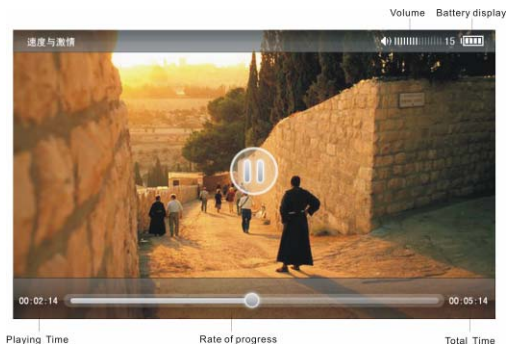 Volume Battery display
速度与激情 15
00:02:14 00:05:14
Playing Time Rate of progress Total Time